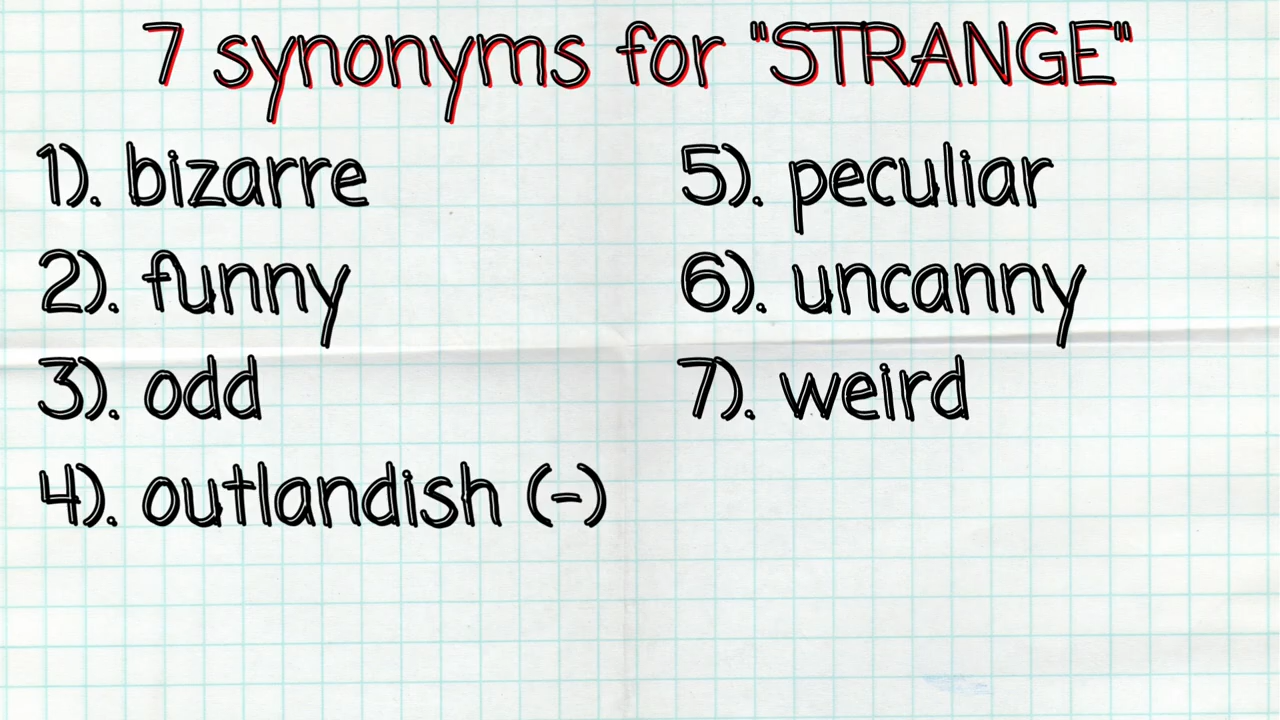 7 synonyms for "STRANGE"
1). bizarre
2). funny
3). odd
4). outlandish (-)
5). peculiar
6). uncanny
7). weird